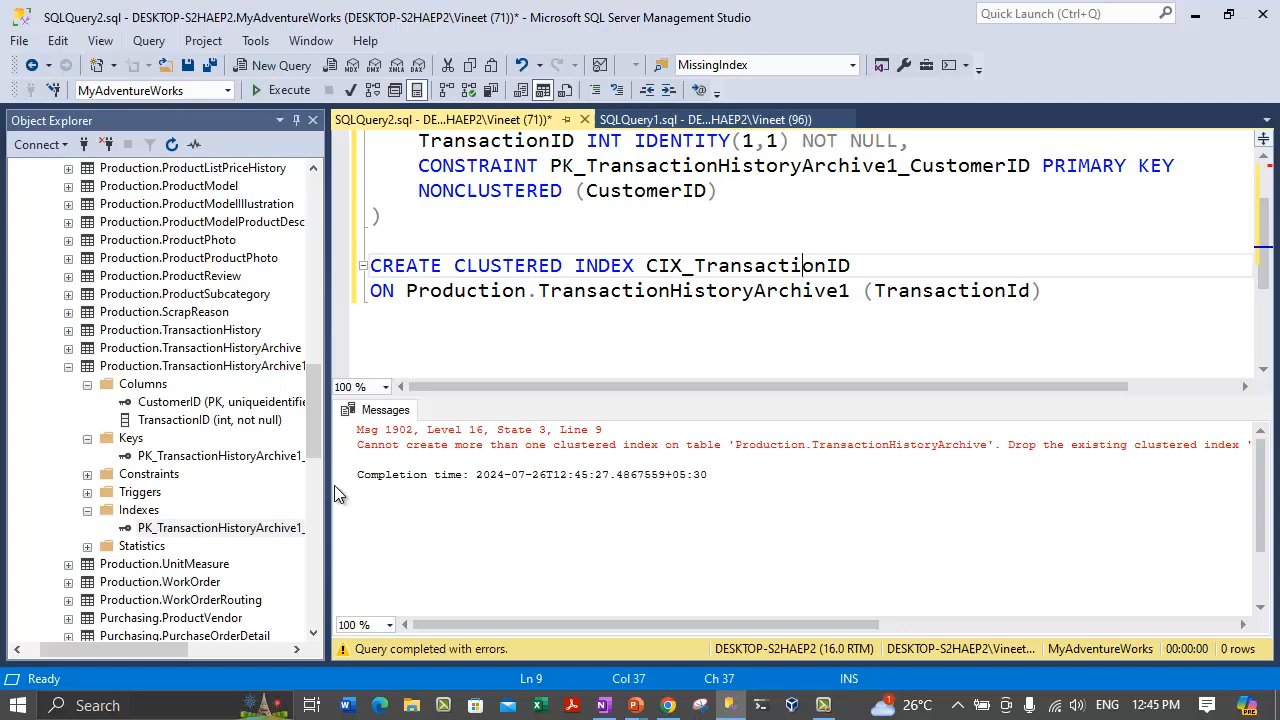 SQLQuery2.sql - DESKTOP-S2HAEP2.MyAdventureWorks (DESKTOP-S2HAEP2\Vineet (71))* - Microsoft SQL Server Management Studio
Quick Launch (Ctrl+Q)
File Edit View Query Project Tools Window Help
New Query
MDX DMX XMLA DAX
MissingIndex
MyAdventureWorks
Execute
Object Explorer
SQLQuery2.sql - DE...HAEP2\Vineet (71))*
SQLQuery1.sql - DE...HAEP2\Vineet (96))
Connect
Production.ProductListPriceHistory
Production.ProductModel
Production.ProductModelIllustration
Production.ProductModelProductDesc
Production.ProductPhoto
Production.ProductProductPhoto
Production.ProductReview
Production.ProductSubcategory
Production.ScrapReason
Production.TransactionHistory
Production.TransactionHistoryArchive
Production.TransactionHistoryArchive1
Columns
CustomerID (PK, uniqueidentifie
TransactionID (int, not null)
Keys
PK_TransactionHistoryArchive1_
Constraints
Triggers
Indexes
PK_TransactionHistoryArchive1_
Statistics
Production.UnitMeasure
Production.WorkOrder
Production.WorkOrderRouting
Purchasing.ProductVendor
Purchasing.PurchaseOrderDetail
TransactionID INT IDENTITY(1,1) NOT NULL,
CONSTRAINT PK_TransactionHistoryArchive1_CustomerID PRIMARY KEY
NONCLUSTERED (CustomerID)
)
CREATE CLUSTERED INDEX CIX_TransactionID
ON Production.TransactionHistoryArchive1 (TransactionId)
100 %
Messages
Msg 1902, Level 16, State 3, Line 9
Cannot create more than one clustered index on table 'Production.TransactionHistoryArchive'. Drop the existing clustered index '
Completion time: 2024-07-26T12:45:27.4867559+05:30
100 %
Query completed with errors.
DESKTOP-S2HAEP2 (16.0 RTM)
DESKTOP-S2HAEP2\Vineet...
MyAdventureWorks
00:00:00
0 rows
Ready
Ln 9
Col 37
Ch 37
INS
Search
1
26°C
ENG
12:45 PM
PRE